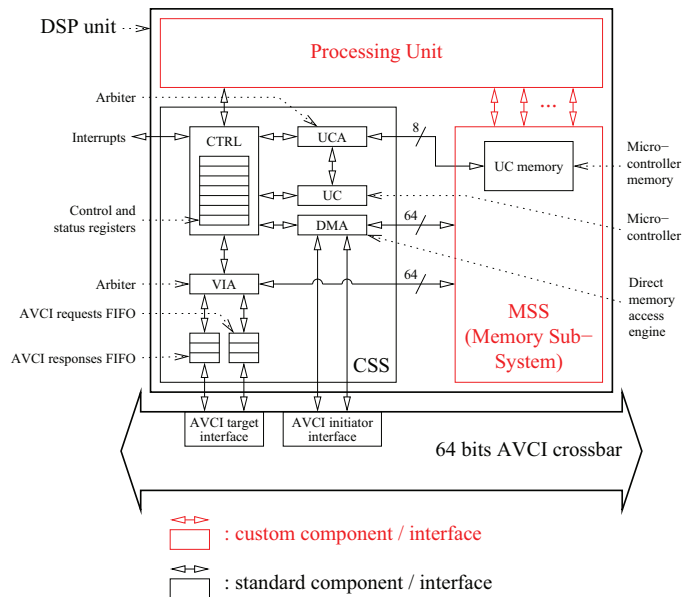 DSP unit
Processing Unit
Arbiter
Interrupts
CTRL
UCA
8
UC memory
Micro−
controller
memory
UC
Control and
status registers
DMA
64
Micro−
controller
Arbiter
VIA
64
Direct
memory
access
engine
AVCI requests FIFO
AVCI responses FIFO
MSS
(Memory Sub−
System)
CSS
...
AVCI target
interface
AVCI initiator
interface
64 bits AVCI crossbar
: custom component / interface
: standard component / interface